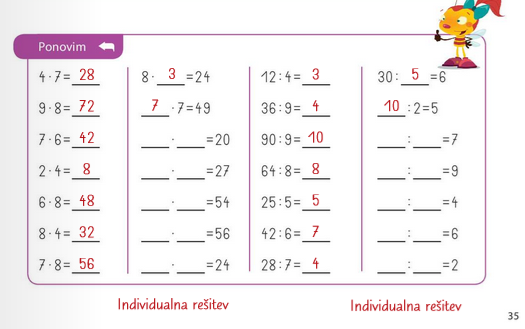 Ponovim
4 · 7 = 28 8 · 3 = 24 12 : 4 = 3 30 : 5 = 6
9 · 8 = 72 7 · 7 = 49 36 : 9 = 4 10 : 2 = 5
7 · 6 = 42 ___ · ___ = 20 90 : 9 = 10 ___ : ___ = 7
2 · 4 = 8 ___ · ___ = 27 64 : 8 = 8 ___ : ___ = 9
6 · 8 = 48 ___ · ___ = 54 25 : 5 = 5 ___ : ___ = 4
8 · 4 = 32 ___ · ___ = 56 42 : 6 = 7 ___ : ___ = 6
7 · 8 = 56 ___ · ___ = 24 28 : 7 = 4 ___ : ___ = 2
Individualna rešitev Individualna rešitev
35